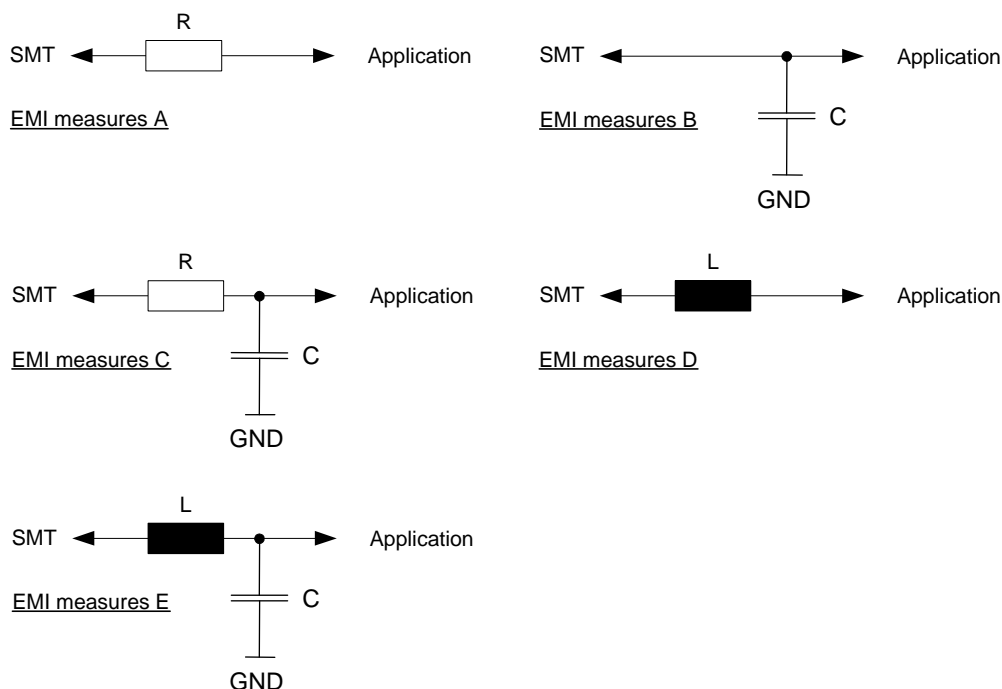 R
SMT Application
EMI measures A
C
GND
SMT Application
EMI measures B
C
GND
R
SMT Application
EMI measures C
C
GND
L
SMT Application
EMI measures D
L
SMT Application
EMI measures E
C
GND